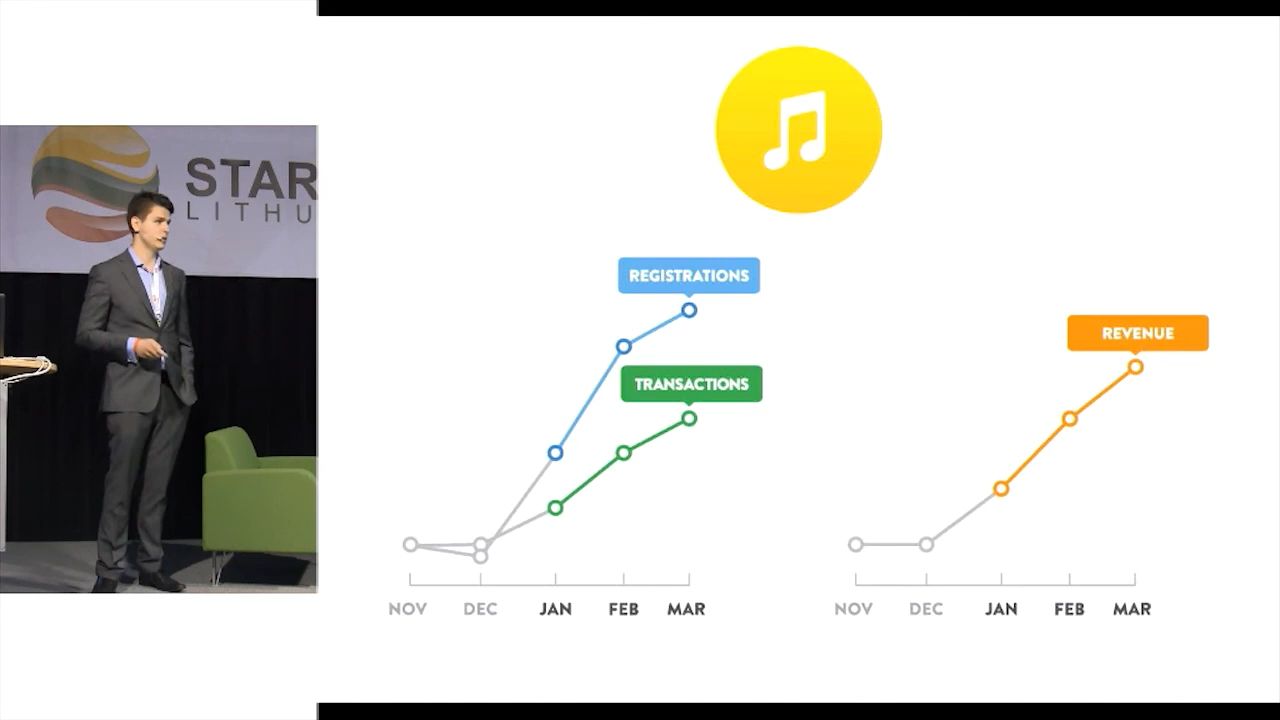 STAR
LITHU
REGISTRATIONS
TRANSACTIONS
NOV DEC JAN FEB MAR
REVENUE
NOV DEC JAN FEB MAR